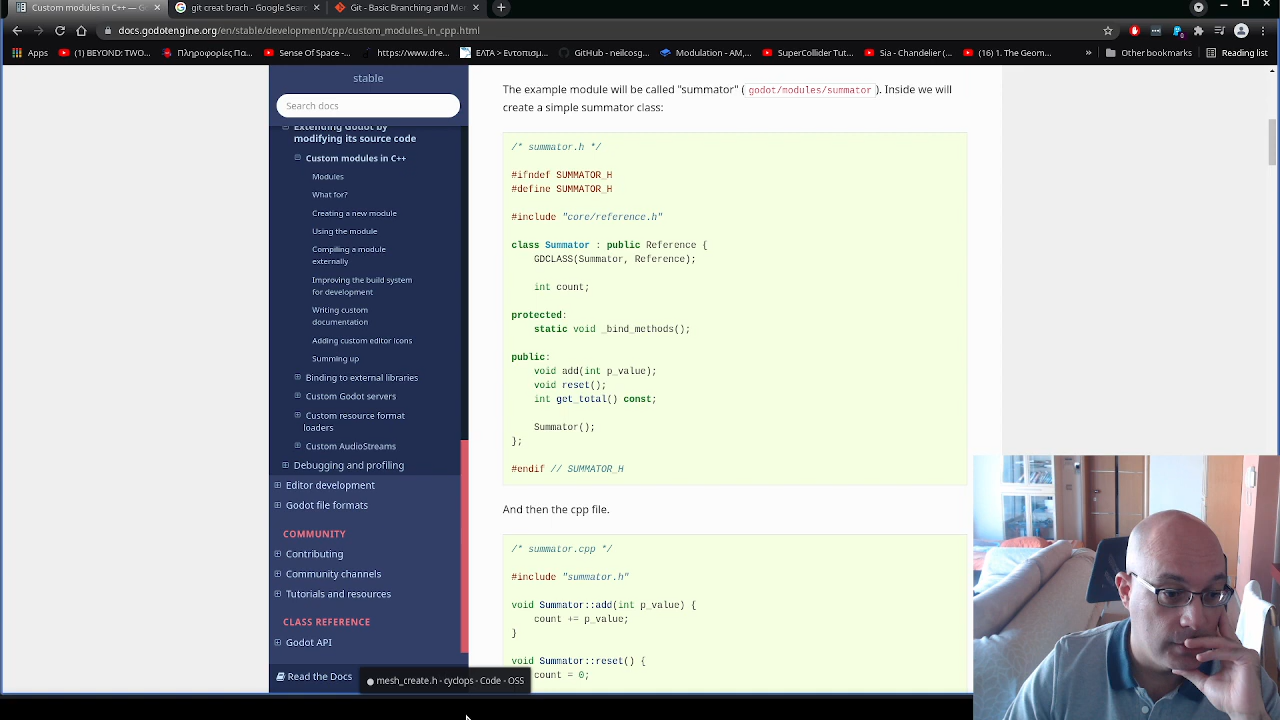 Custom modules in C++ —
git creat brach - Google Sear
Git - Basic Branching and Mer
docs.godotengine.org/en/stable/development/cpp/custom_modules_in_cpp.html
Apps
(1) BEYOND: TWO...
Πληροφορίες Πα...
Sense Of Space -...
https://www.dre...
ΕΛΤΑ > Εντοπισμ...
GitHub - neilcosg...
Modulation - AM,...
SuperCollider Tut...
Sia - Chandelier (...
(16) 1. The Geom...
»
Other bookmarks
Reading list
stable
Search docs
Extending Godot by
modifying its source code
Custom modules in C++
Modules
What for?
Creating a new module
Using the module
Compiling a module
externally
Improving the build system
for development
Writing custom
documentation
Adding custom editor icons
Summing up
Binding to external libraries
Custom Godot servers
Custom resource format
loaders
Custom AudioStreams
Debugging and profiling
Editor development
Godot file formats
COMMUNITY
Contributing
Community channels
Tutorials and resources
CLASS REFERENCE
Godot API
Read the Docs
mesh_create.h - cyclops - Code - OSS
The example module will be called "summator" ( godot/modules/summator ). Inside we will
create a simple summator class:
/* summator.h */
#ifndef SUMMATOR_H
#define SUMMATOR_H
#include "core/reference.h"
class Summator : public Reference {
GDCLASS(Summator, Reference);
int count;
protected:
static void _bind_methods();
public:
void add(int p_value);
void reset();
int get_total() const;
Summator();
};
#endif // SUMMATOR_H
And then the cpp file.
/* summator.cpp */
#include "summator.h"
void Summator::add(int p_value) {
count += p_value;
}
void Summator::reset() {
count = 0;